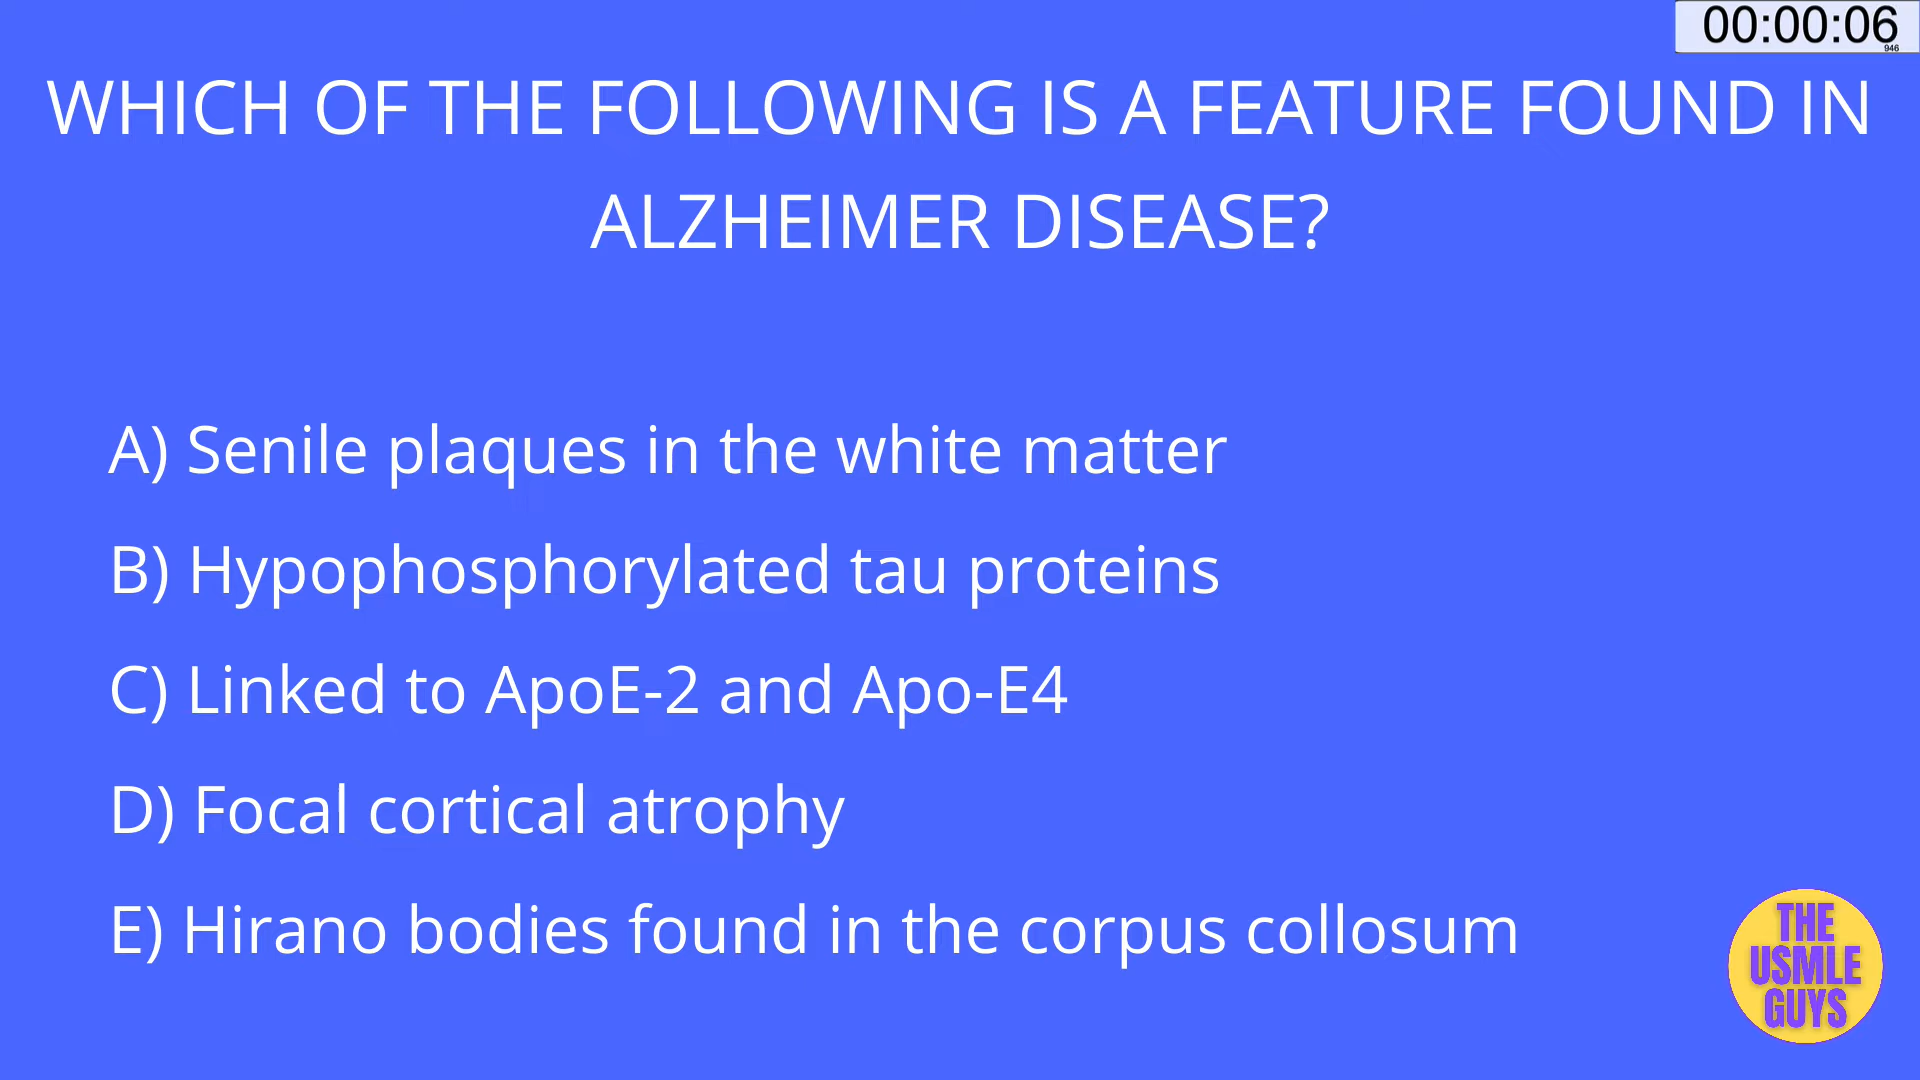 00:00:06
946
WHICH OF THE FOLLOWING IS A FEATURE FOUND IN
ALZHEIMER DISEASE?
A) Senile plaques in the white matter
B) Hypophosphorylated tau proteins
C) Linked to ApoE-2 and Apo-E4
D) Focal cortical atrophy
E) Hirano bodies found in the corpus collosum
THE
USMLE
GUYS